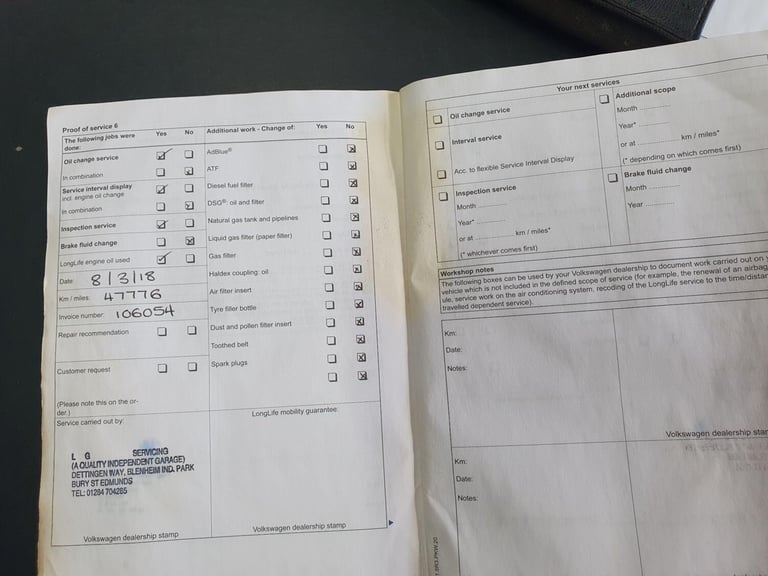 Proof of service 6
The following jobs were done: Yes No
Oil change service
In combination
Service interval display
incl. engine oil change
In combination
Inspection service
Brake fluid change
LongLife engine oil used
Date: 8/3/18
Km / miles: 47776
Invoice number: 106054
Repair recommendation
Customer request
(Please note this on the or-
der.)
Service carried out by:
L G SERVICING
(A QUALITY INDEPENDENT GARAGE)
DETTINGEN WAY, BLENHEIM IND. PARK
BURY ST EDMUNDS
TEL: 01284 704285
Volkswagen dealership stamp
Additional work - Change of: Yes No
AdBlue®
ATF
Diesel fuel filter
DSG®: oil and filter
Natural gas tank and pipelines
Liquid gas filter (paper filter)
Gas filter
Haldex coupling: oil
Air filter insert
Tyre filler bottle
Dust and pollen filter insert
Toothed belt
Spark plugs
LongLife mobility guarantee:
Volkswagen dealership stamp
Your next services
Oil change service
Interval service
Acc. to flexible Service Interval Display
Inspection service
Month ............
Year* ............
or at ............ km / miles*
(* whichever comes first)
Additional scope
Month ............
Year* ............
or at ............ km / miles*
(* depending on which comes first)
Brake fluid change
Month ............
Year ............
Workshop notes
The following boxes can be used by your Volkswagen dealership to document work carried out on
vehicle which is not included in the defined scope of service (for example, the renewal of an airbag
ule, service work on the air conditioning system, recoding of the LongLife service to the time/distan
travelled dependent service).
Km:
Date:
Notes:
Volkswagen dealership star
Km:
Date:
Notes: